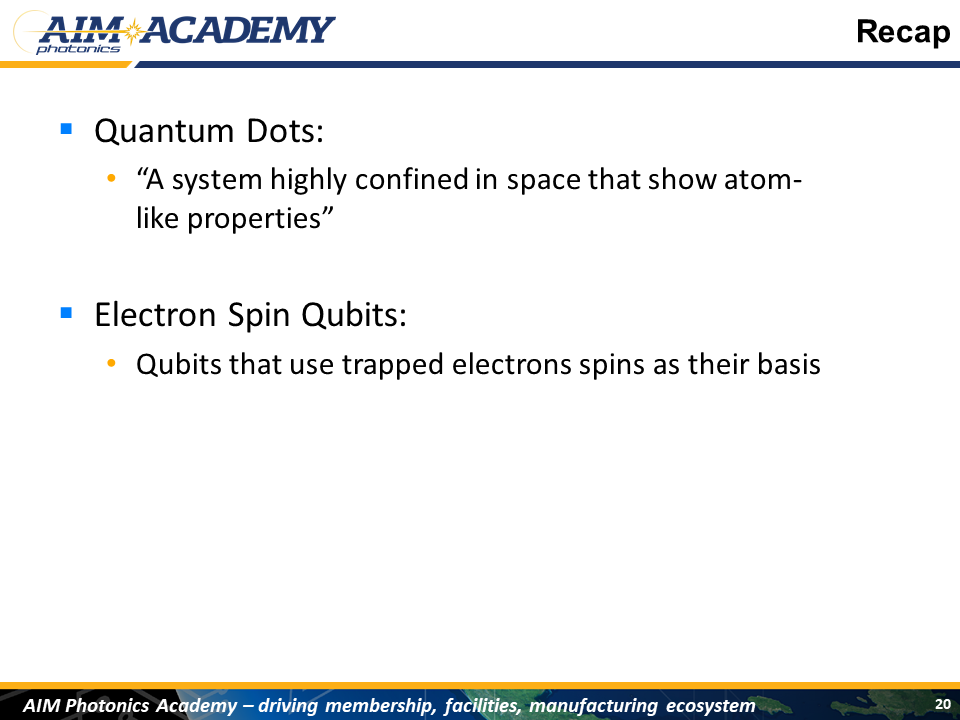 AIM ACADEMY
photonics
Recap
▪ Quantum Dots:
• “A system highly confined in space that show atom-
like properties”
▪ Electron Spin Qubits:
• Qubits that use trapped electrons spins as their basis
AIM Photonics Academy – driving membership, facilities, manufacturing ecosystem
20